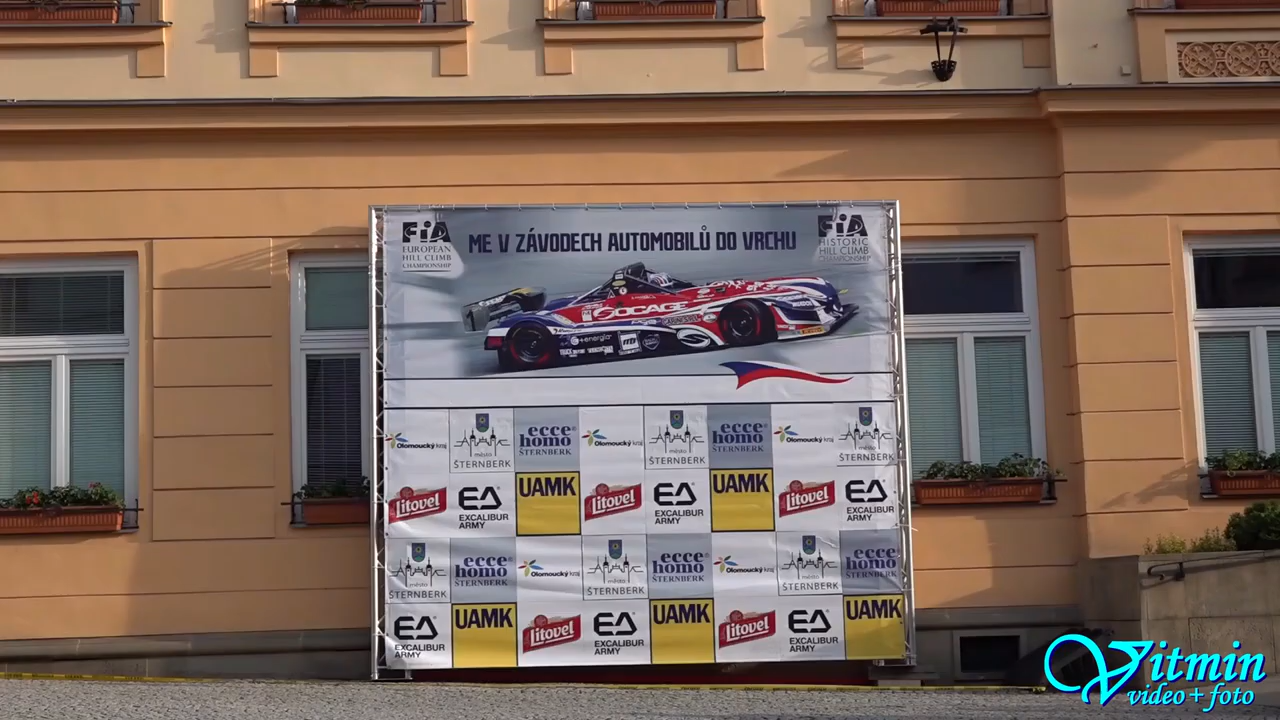 FIA
EUROPEAN
HILL CLIMB
CHAMPIONSHIP
ME V ZÁVODECH AUTOMOBILŮ DO VRCHU
FIA
HISTORIC
HILL CLIMB
CHAMPIONSHIP
SOCAGE
+energia
Olomoucký kraj
město
ŠTERNBERK
ecce
homo
ŠTERNBERK
Olomoucký kraj
město
ŠTERNBERK
ecce
homo
ŠTERNBERK
Olomoucký kraj
město
ŠTERNBERK
Litovel
EA
EXCALIBUR
ARMY
UAMK
Litovel
EA
EXCALIBUR
ARMY
UAMK
Litovel
EA
EXCALIBUR
ARMY
město
ŠTERNBERK
ecce
homo
ŠTERNBERK
Olomoucký kraj
město
ŠTERNBERK
ecce
homo
ŠTERNBERK
Olomoucký kraj
město
ŠTERNBERK
ecce
homo
ŠTERNBERK
EA
EXCALIBUR
ARMY
UAMK
Litovel
EA
EXCALIBUR
ARMY
UAMK
Litovel
EA
EXCALIBUR
ARMY
UAMK
Vitmin
video+foto